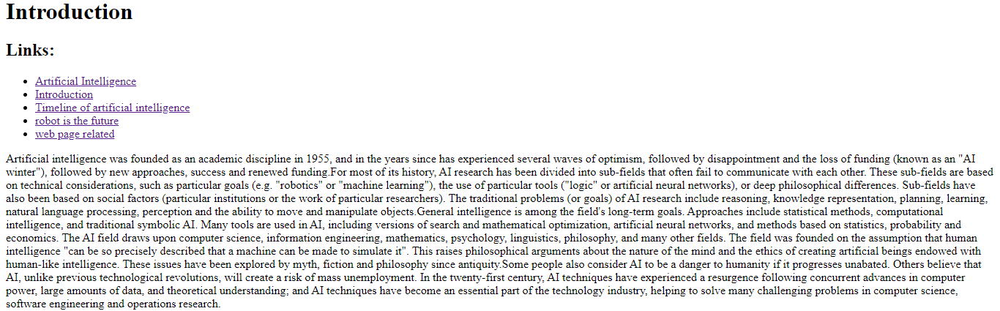 Introduction
Links:
Artificial Intelligence
Introduction
Timeline of artificial intelligence
robot is the future
web page related
Artificial intelligence was founded as an academic discipline in 1955, and in the years since has experienced several waves of optimism, followed by disappointment and the loss of funding (known as an "AI
winter"), followed by new approaches, success and renewed funding.For most of its history, AI research has been divided into sub-fields that often fail to communicate with each other. These sub-fields are based
on technical considerations, such as particular goals (e.g. "robotics" or "machine learning"), the use of particular tools ("logic" or artificial neural networks), or deep philosophical differences. Sub-fields have
also been based on social factors (particular institutions or the work of particular researchers). The traditional problems (or goals) of AI research include reasoning, knowledge representation, planning, learning,
natural language processing, perception and the ability to move and manipulate objects.General intelligence is among the field's long-term goals. Approaches include statistical methods, computational
intelligence, and traditional symbolic AI. Many tools are used in AI, including versions of search and mathematical optimization, artificial neural networks, and methods based on statistics, probability and
economics. The AI field draws upon computer science, information engineering, mathematics, psychology, linguistics, philosophy, and many other fields. The field was founded on the assumption that human
intelligence "can be so precisely described that a machine can be made to simulate it". This raises philosophical arguments about the nature of the mind and the ethics of creating artificial beings endowed with
human-like intelligence. These issues have been explored by myth, fiction and philosophy since antiquity.Some people also consider AI to be a danger to humanity if it progresses unabated. Others believe that
AI, unlike previous technological revolutions, will create a risk of mass unemployment. In the twenty-first century, AI techniques have experienced a resurgence following concurrent advances in computer
power, large amounts of data, and theoretical understanding; and AI techniques have become an essential part of the technology industry, helping to solve many challenging problems in computer science,
software engineering and operations research.